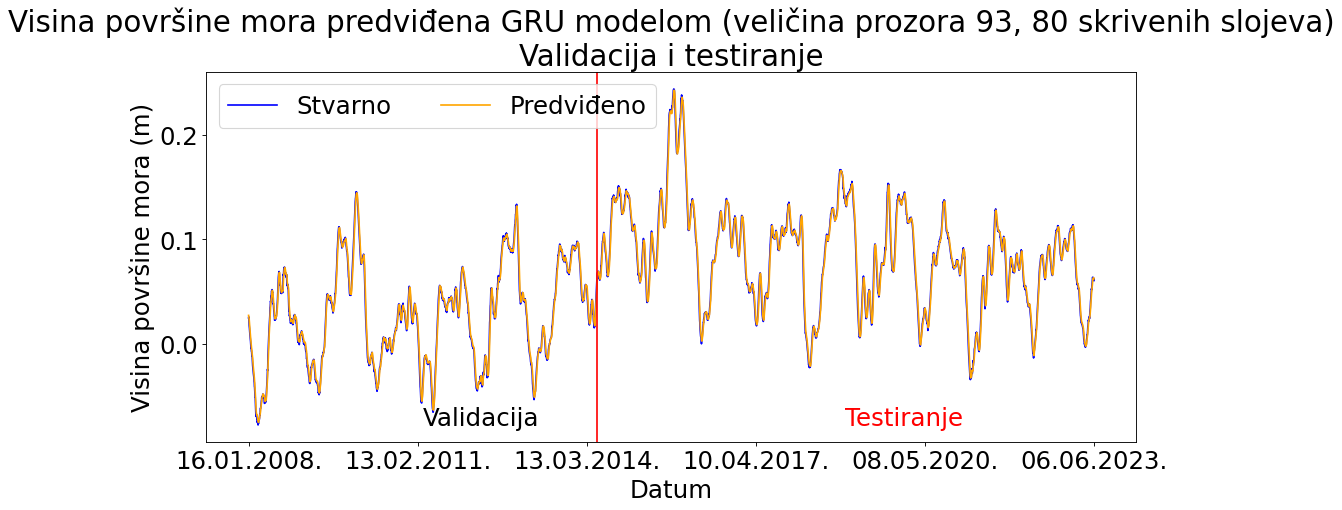 Visina površine mora predviđena GRU modelom (veličina prozora 93, 80 skrivenih slojeva)
Validacija i testiranje
Stvarno Predviđeno
Visina površine mora (m)
0.2
0.1
0.0
Validacija Testiranje
16.01.2008. 13.02.2011. 13.03.2014. 10.04.2017. 08.05.2020. 06.06.2023.
Datum